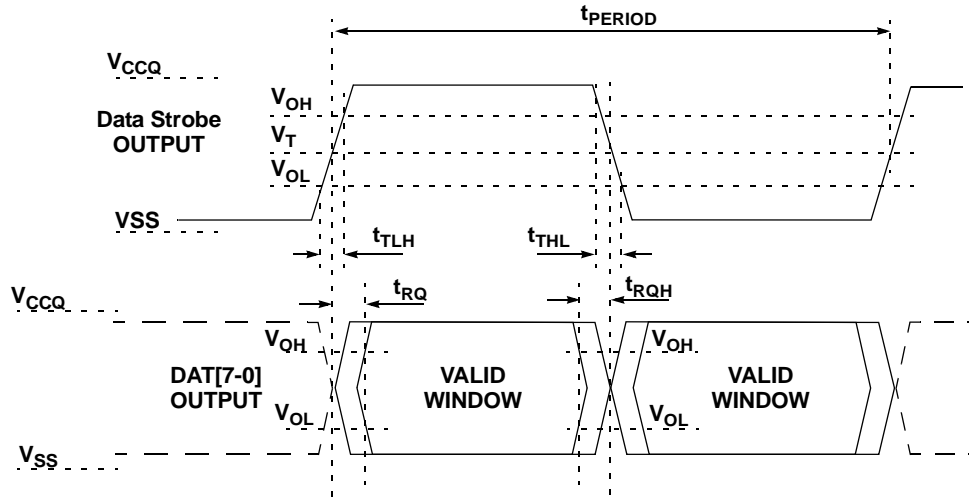 tPERIOD
VCCQ
VOH
Data Strobe
OUTPUT
VT
VOL
VSS
tTLH
tTHL
VCCQ
tRQ
tRQH
VOH
VOH
DAT[7-0]
OUTPUT
VALID
WINDOW
VALID
WINDOW
VOL
VOL
VSS